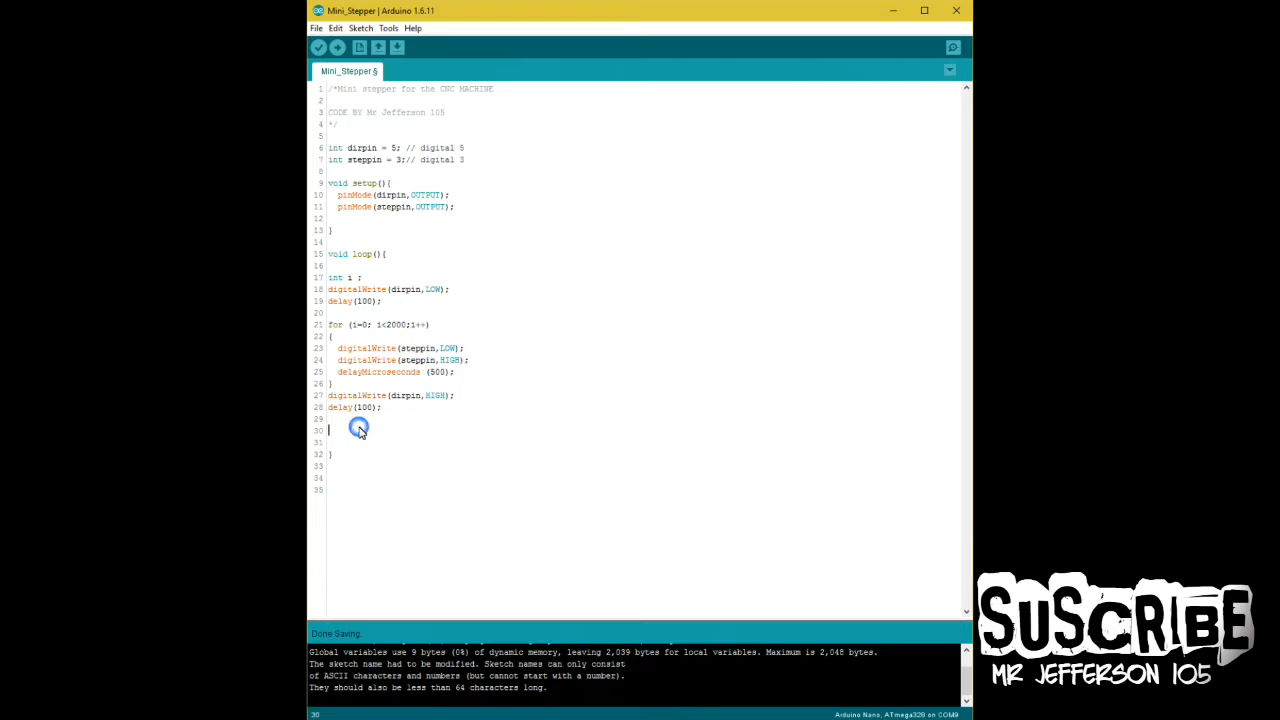 Mini_Stepper | Arduino 1.6.11
File Edit Sketch Tools Help
Mini_Stepper §
1 /*Mini stepper for the CNC MACHINE
2
3 CODE BY Mr Jefferson 105
4 */
5
6 int dirpin = 5; // digital 5
7 int steppin = 3;// digital 3
8
9 void setup(){
10 pinMode(dirpin,OUTPUT);
11 pinMode(steppin,OUTPUT);
12
13 }
14
15 void loop(){
16
17 int i ;
18 digitalWrite(dirpin,LOW);
19 delay(100);
20
21 for (i=0; i<2000;i++)
22 {
23 digitalWrite(steppin,LOW);
24 digitalWrite(steppin,HIGH);
25 delayMicroseconds (500);
26 }
27 digitalWrite(dirpin,HIGH);
28 delay(100);
29
30
31
32 }
33
34
35
Done Saving.
Global variables use 9 bytes (0%) of dynamic memory, leaving 2,039 bytes for local variables. Maximum is 2,048 bytes.
The sketch name had to be modified. Sketch names can only consist
of ASCII characters and numbers (but cannot start with a number).
They should also be less than 64 characters long.
30 Arduino Nano, ATmega328 on COM9
SUSCRIBE
MR JEFFERSON 105